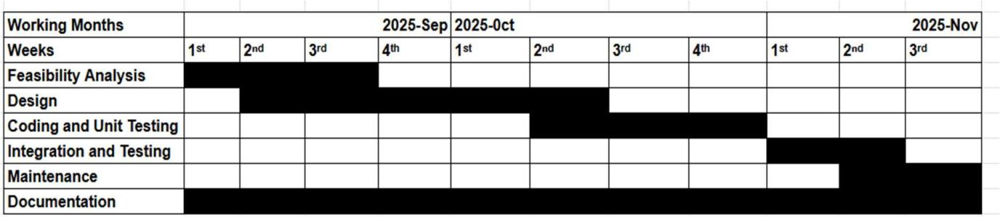 Working Months 2025-Sep 2025-0ct 2025-Nov
Weeks 1st 2nd 3rd 4th 1st 2nd 3rd 4th 1st 2nd 3rd
Feasibility Analysis
Design
Coding and Unit Testing
Integration and Testing
Maintenance
Documentation